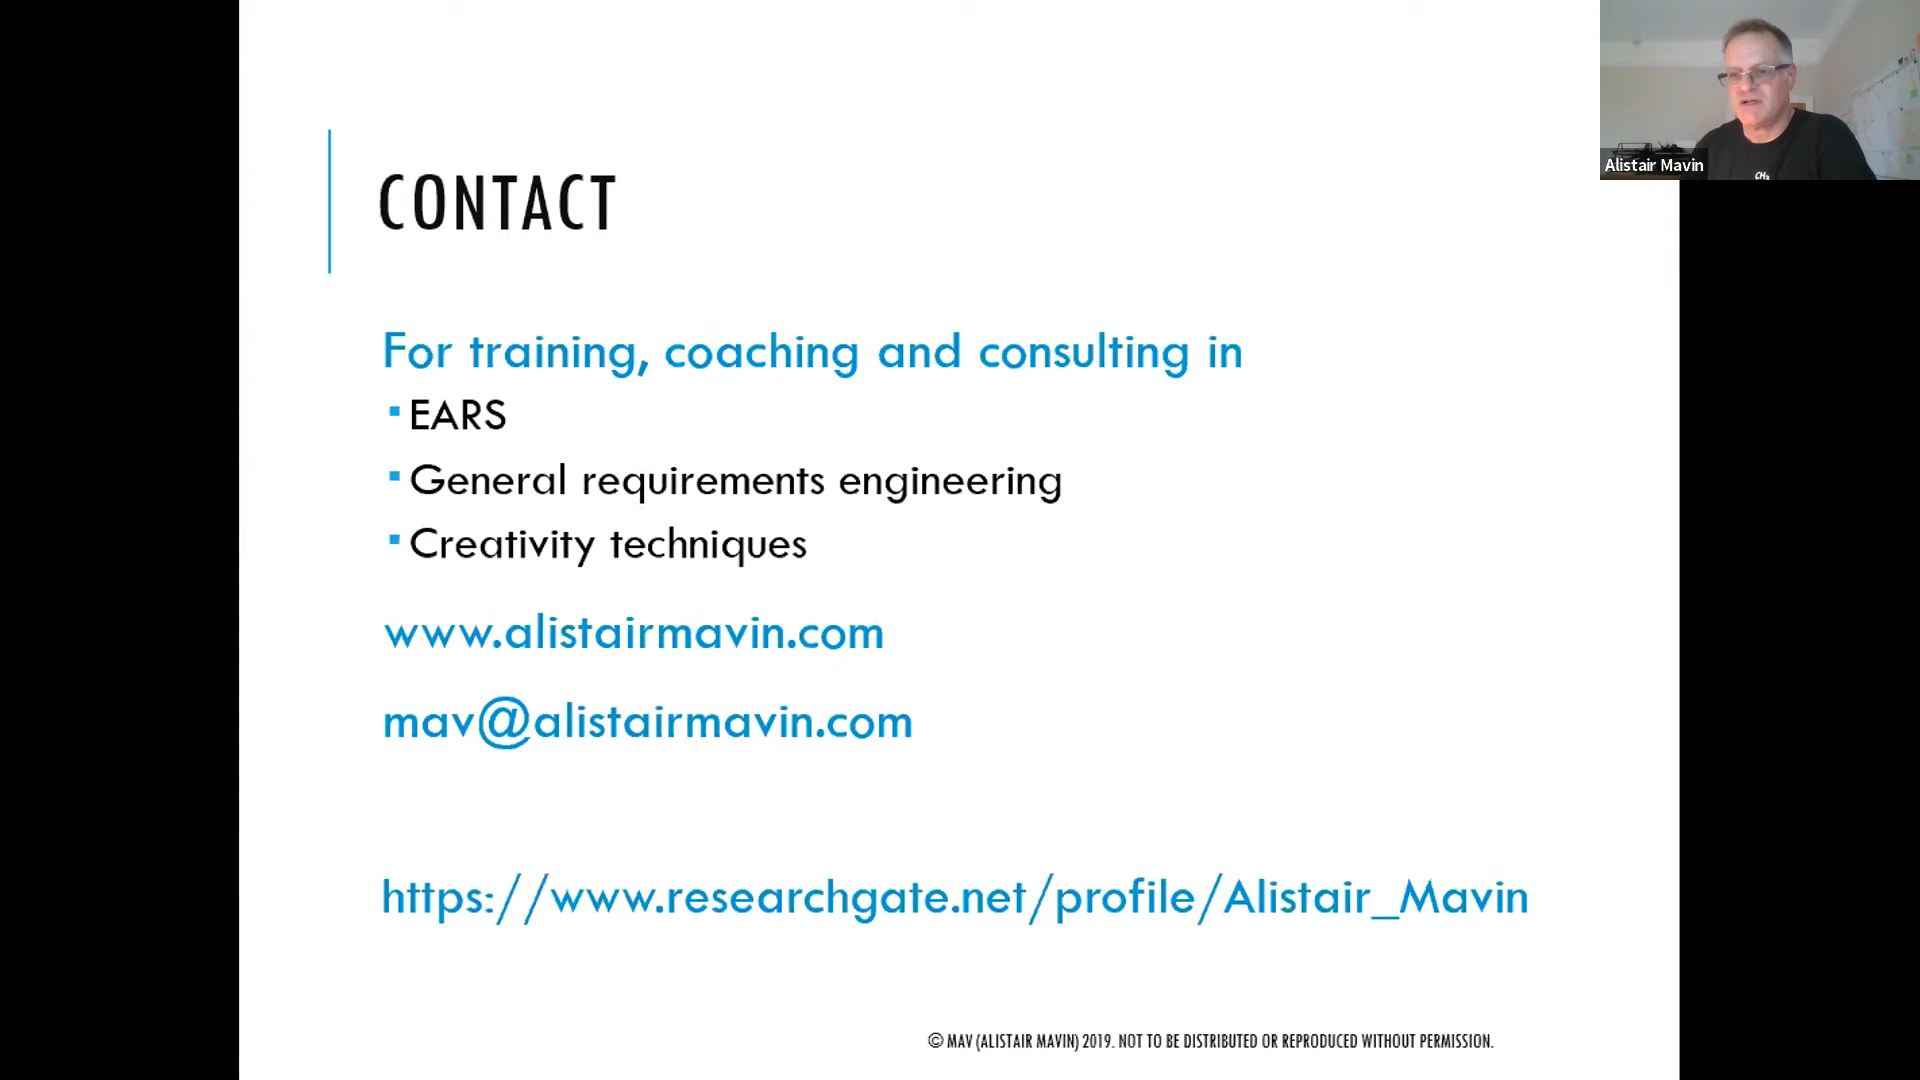 CONTACT
For training, coaching and consulting in
▪ EARS
▪ General requirements engineering
▪ Creativity techniques
www.alistairmavin.com
mav@alistairmavin.com
https://www.researchgate.net/profile/Alistair_Mavin
© MAV (ALISTAIR MAVIN) 2019. NOT TO BE DISTRIBUTED OR REPRODUCED WITHOUT PERMISSION.
Alistair Mavin
CH₃